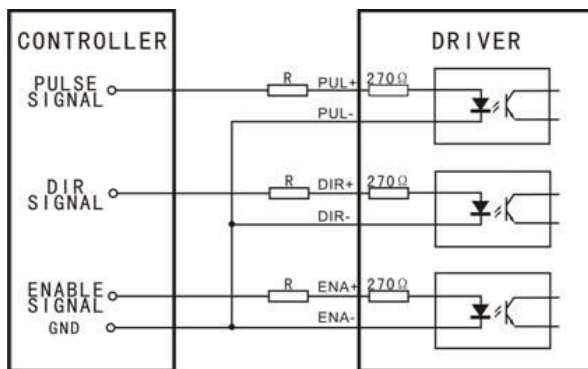 CONTROLLER
DRIVER
PULSE
SIGNAL
R
PUL+
270Ω
PUL-
DIR
SIGNAL
R
DIR+
270Ω
DIR-
ENABLE
SIGNAL
R
ENA+
270Ω
GND
ENA-